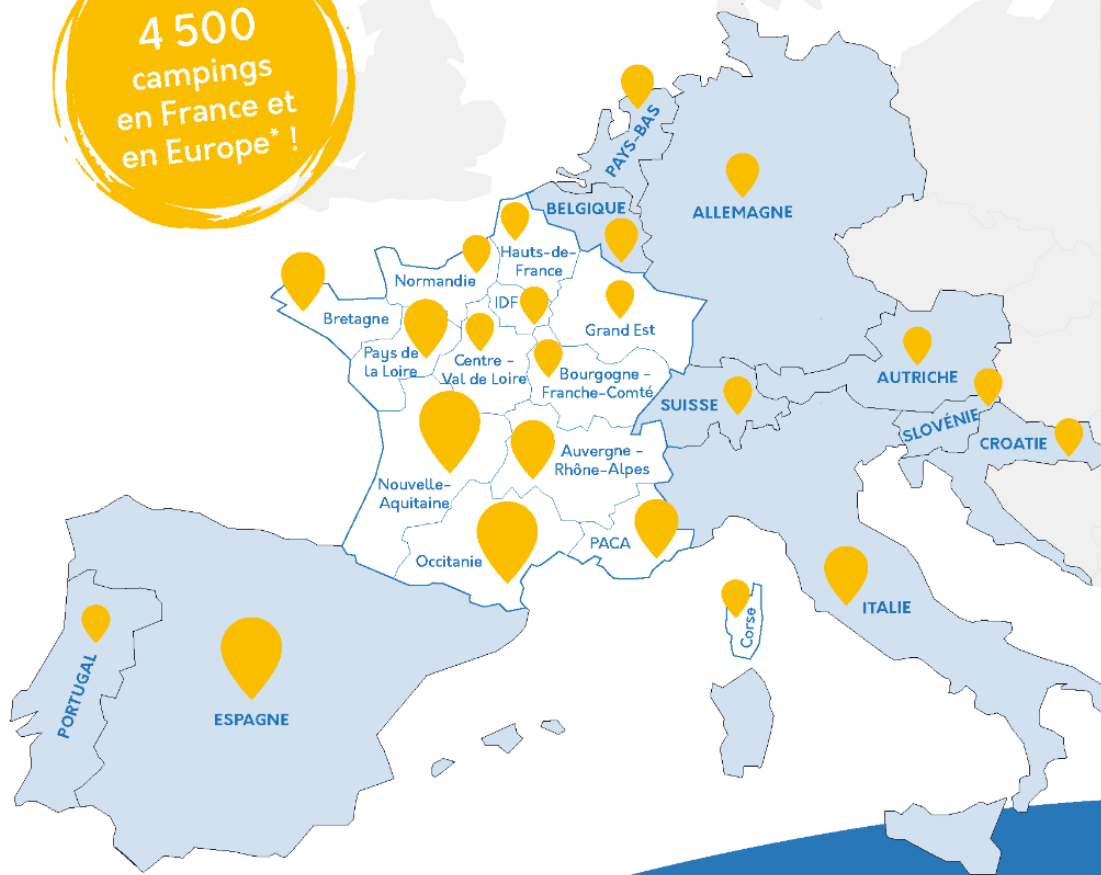 4 500
campings
en France et
en Europe* !
PAYS-BAS
BELGIQUE
ALLEMAGNE
Hauts-de-
France
Normandie
IDF
Bretagne
Grand Est
Pays de
la Loire
Centre -
Val de Loire
Bourgogne -
Franche-Comté
SUISSE
AUTRICHE
SLOVÉNIE
CROATIE
Auvergne -
Rhône-Alpes
Nouvelle-
Aquitaine
Occitanie
PACA
Corse
ITALIE
PORTUGAL
ESPAGNE